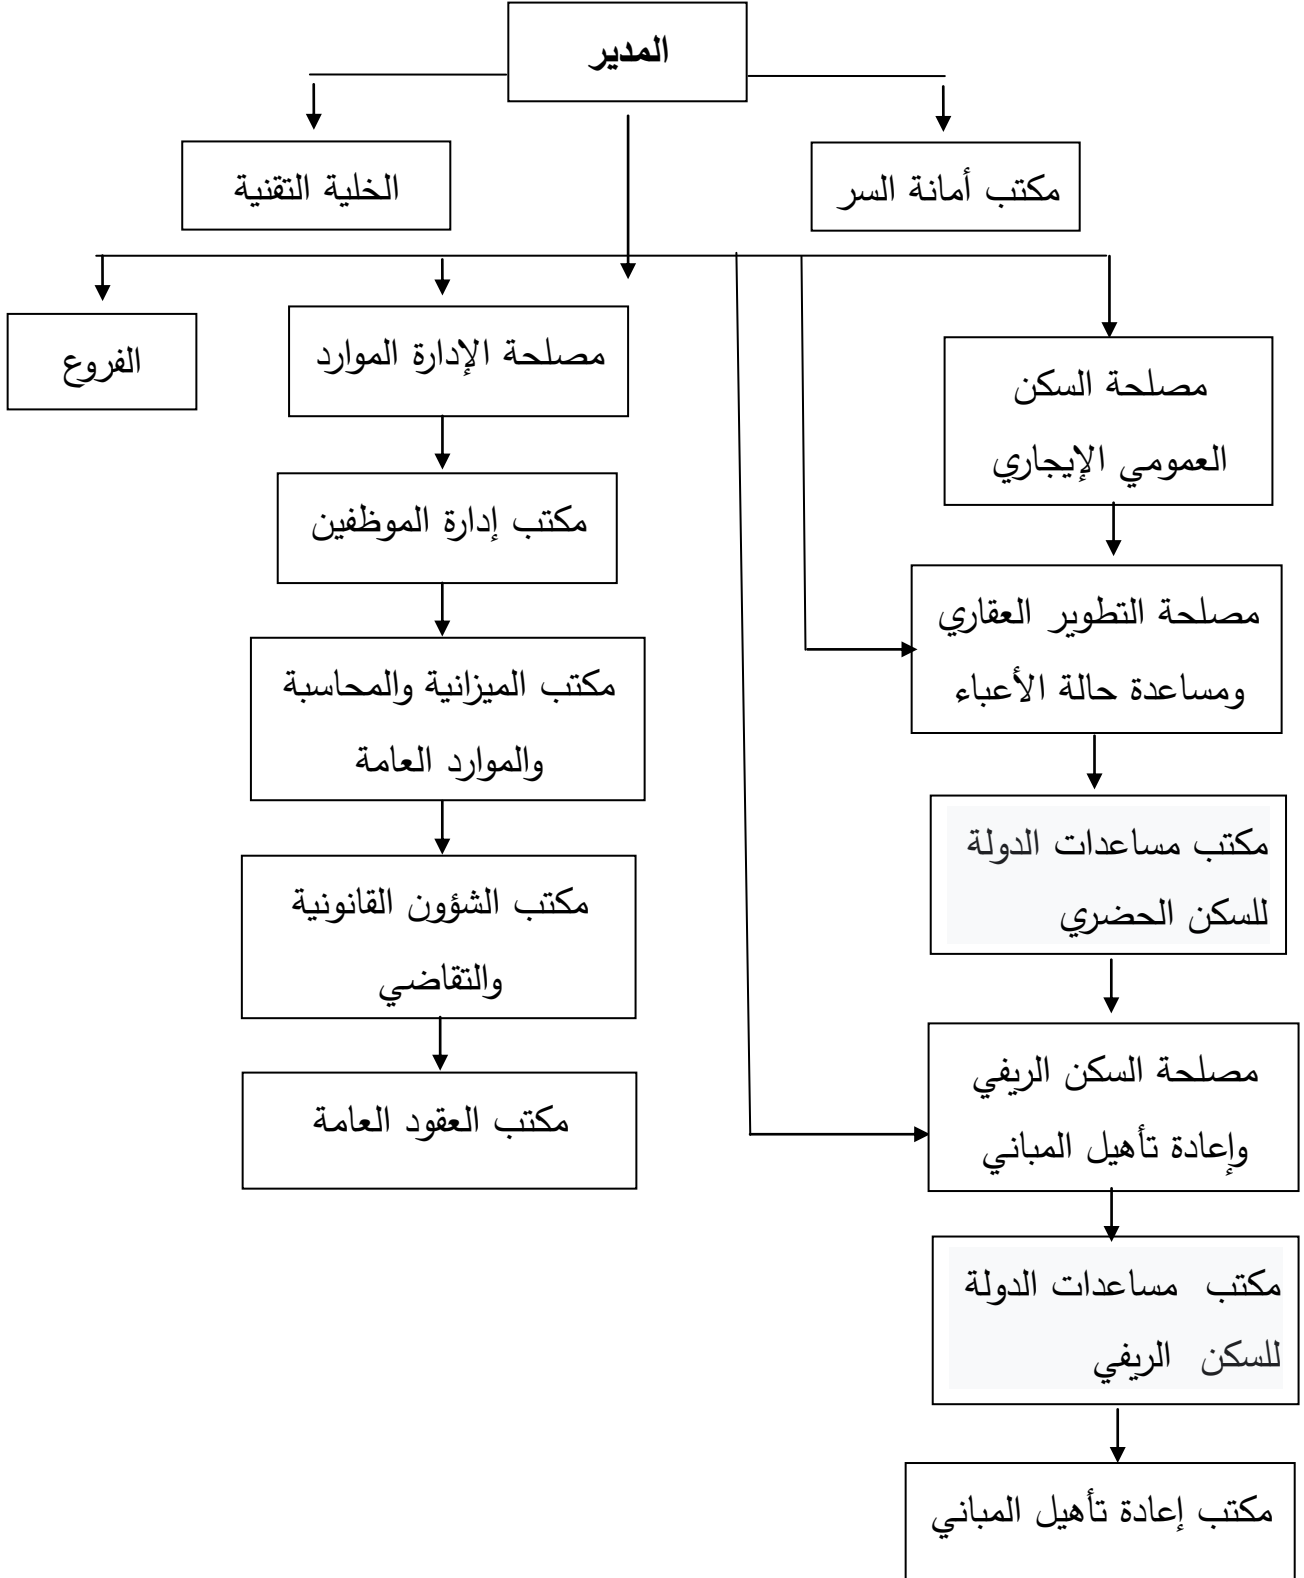 المدير
مكتب أمانة السر
الخلية التقنية
مصلحة السكن
العمومي الإيجاري
مصلحة الإدارة الموارد
الفروع
مصلحة التطوير العقاري
ومساعدة حالة الأعباء
مكتب مساعدات الدولة
للسكن الحضري
مصلحة السكن الريفي
وإعادة تأهيل المباني
مكتب مساعدات الدولة
للسكن الريفي
مكتب إعادة تأهيل المباني
مكتب إدارة الموظفين
مكتب الميزانية والمحاسبة
والموارد العامة
مكتب الشؤون القانونية
والتقاضي
مكتب العقود العامة